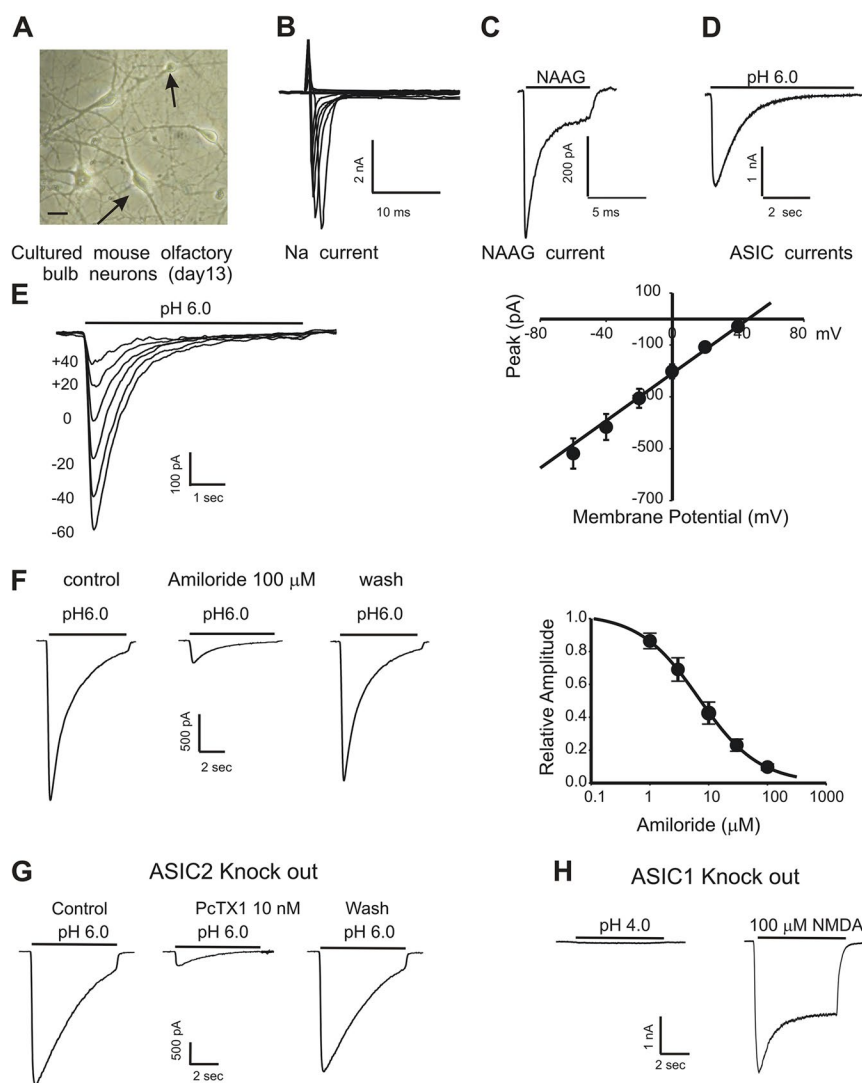 A
B
C
D
NAAG
pH 6.0
2 nA
10 ms
200 pA
5 ms
1 nA
2 sec
Cultured mouse olfactory
bulb neurons (day13)
Na current
NAAG current
ASIC currents
E
pH 6.0
+40
+20
0
-20
-40
-60
100 pA
1 sec
Peak (pA)
100
-80
-40
0
40
80
mV
-100
-500
-700
Membrane Potential (mV)
F
control
Amiloride 100 μM
wash
pH6.0
pH6.0
pH6.0
500 pA
2 sec
Relative Amplitude
1.0
0.8
0.6
0.4
0.2
0.0
0.1
1
10
100
1000
Amiloride (μM)
G
ASIC2 Knock out
Control
PcTX1 10 nM
Wash
pH 6.0
pH 6.0
pH 6.0
500 pA
2 sec
H
ASIC1 Knock out
pH 4.0
100 μM NMDA
1 nA
2 sec